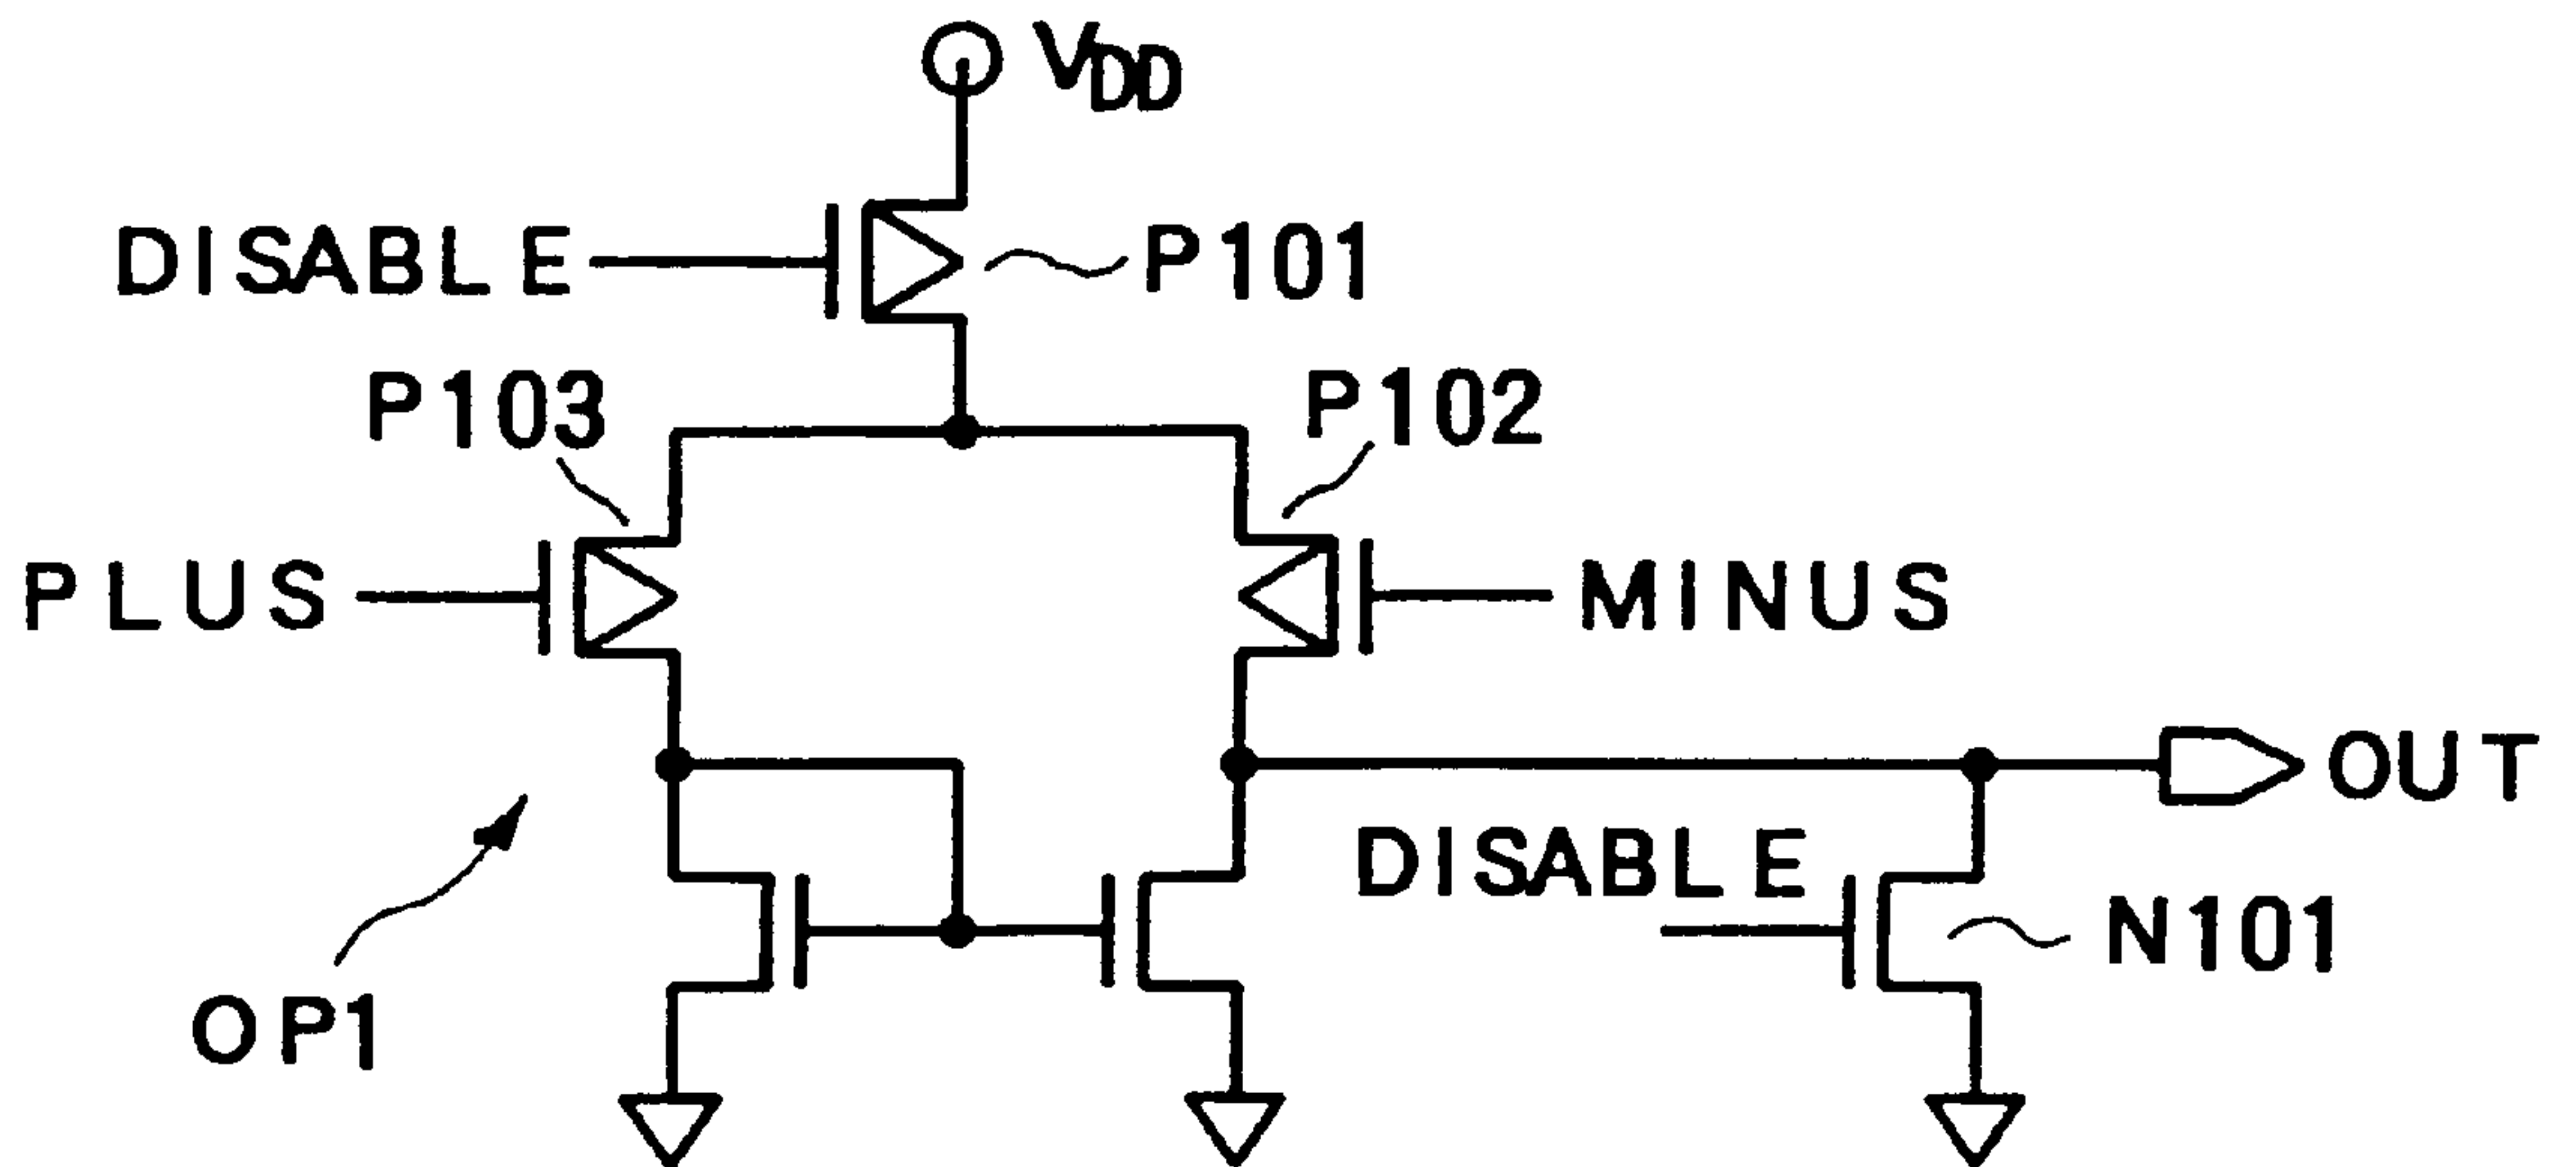 VDD
DISABLE
P101
P103
P102
PLUS
MINUS
OUT
DISABLE
N101
OP1